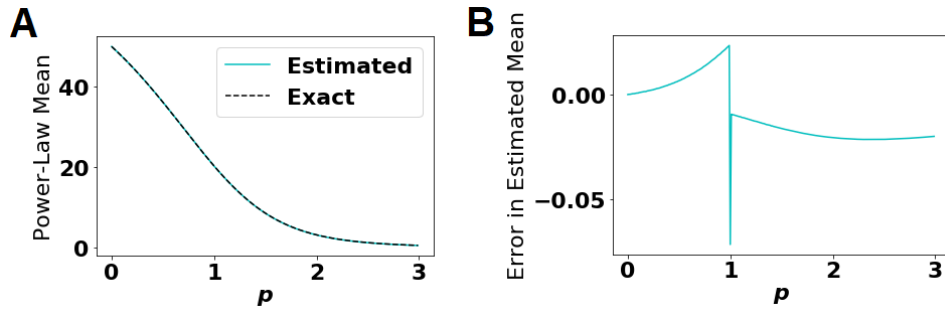 A
Power-Law Mean
40
20
0
0
1
2
3
p
Estimated
Exact
B
Error in Estimated Mean
0.00
−0.05
0
1
2
3
p